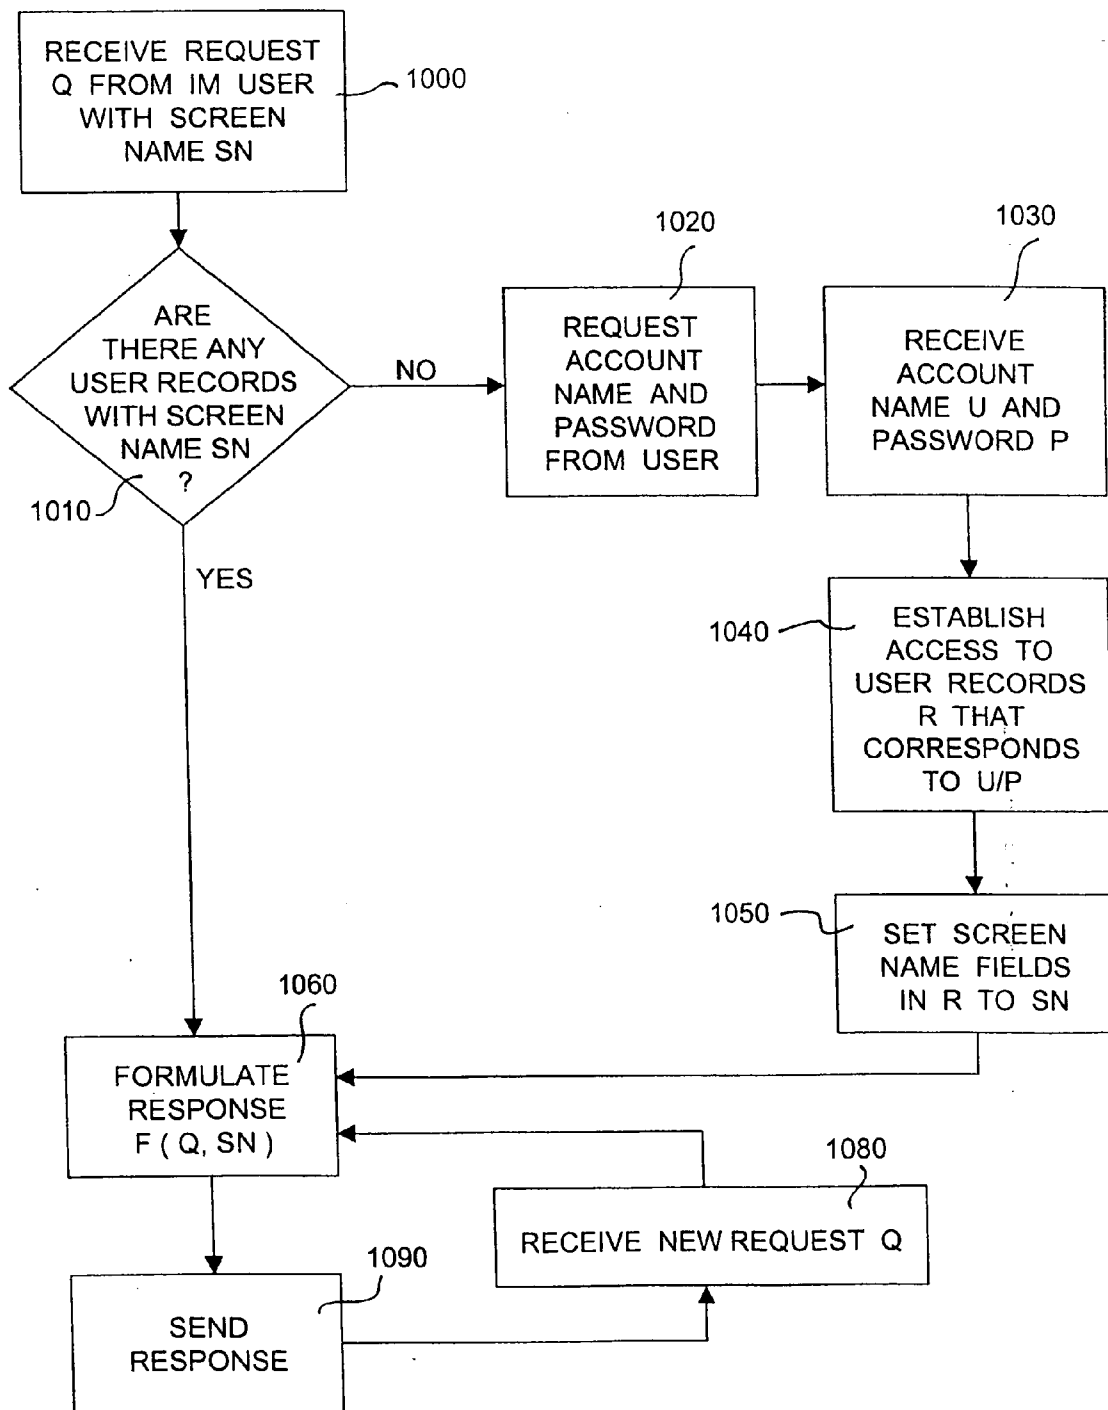 RECEIVE REQUEST
Q FROM IM USER
WITH SCREEN
NAME SN
1000
ARE
THERE ANY
USER RECORDS
WITH SCREEN
NAME SN
?
1010
NO
YES
1020
REQUEST
ACCOUNT
NAME AND
PASSWORD
FROM USER
1030
RECEIVE
ACCOUNT
NAME U AND
PASSWORD P
1040
ESTABLISH
ACCESS TO
USER RECORDS
R THAT
CORRESPONDS
TO U/P
1050
SET SCREEN
NAME FIELDS
IN R TO SN
1060
FORMULATE
RESPONSE
F ( Q, SN )
1080
RECEIVE NEW REQUEST Q
1090
SEND
RESPONSE